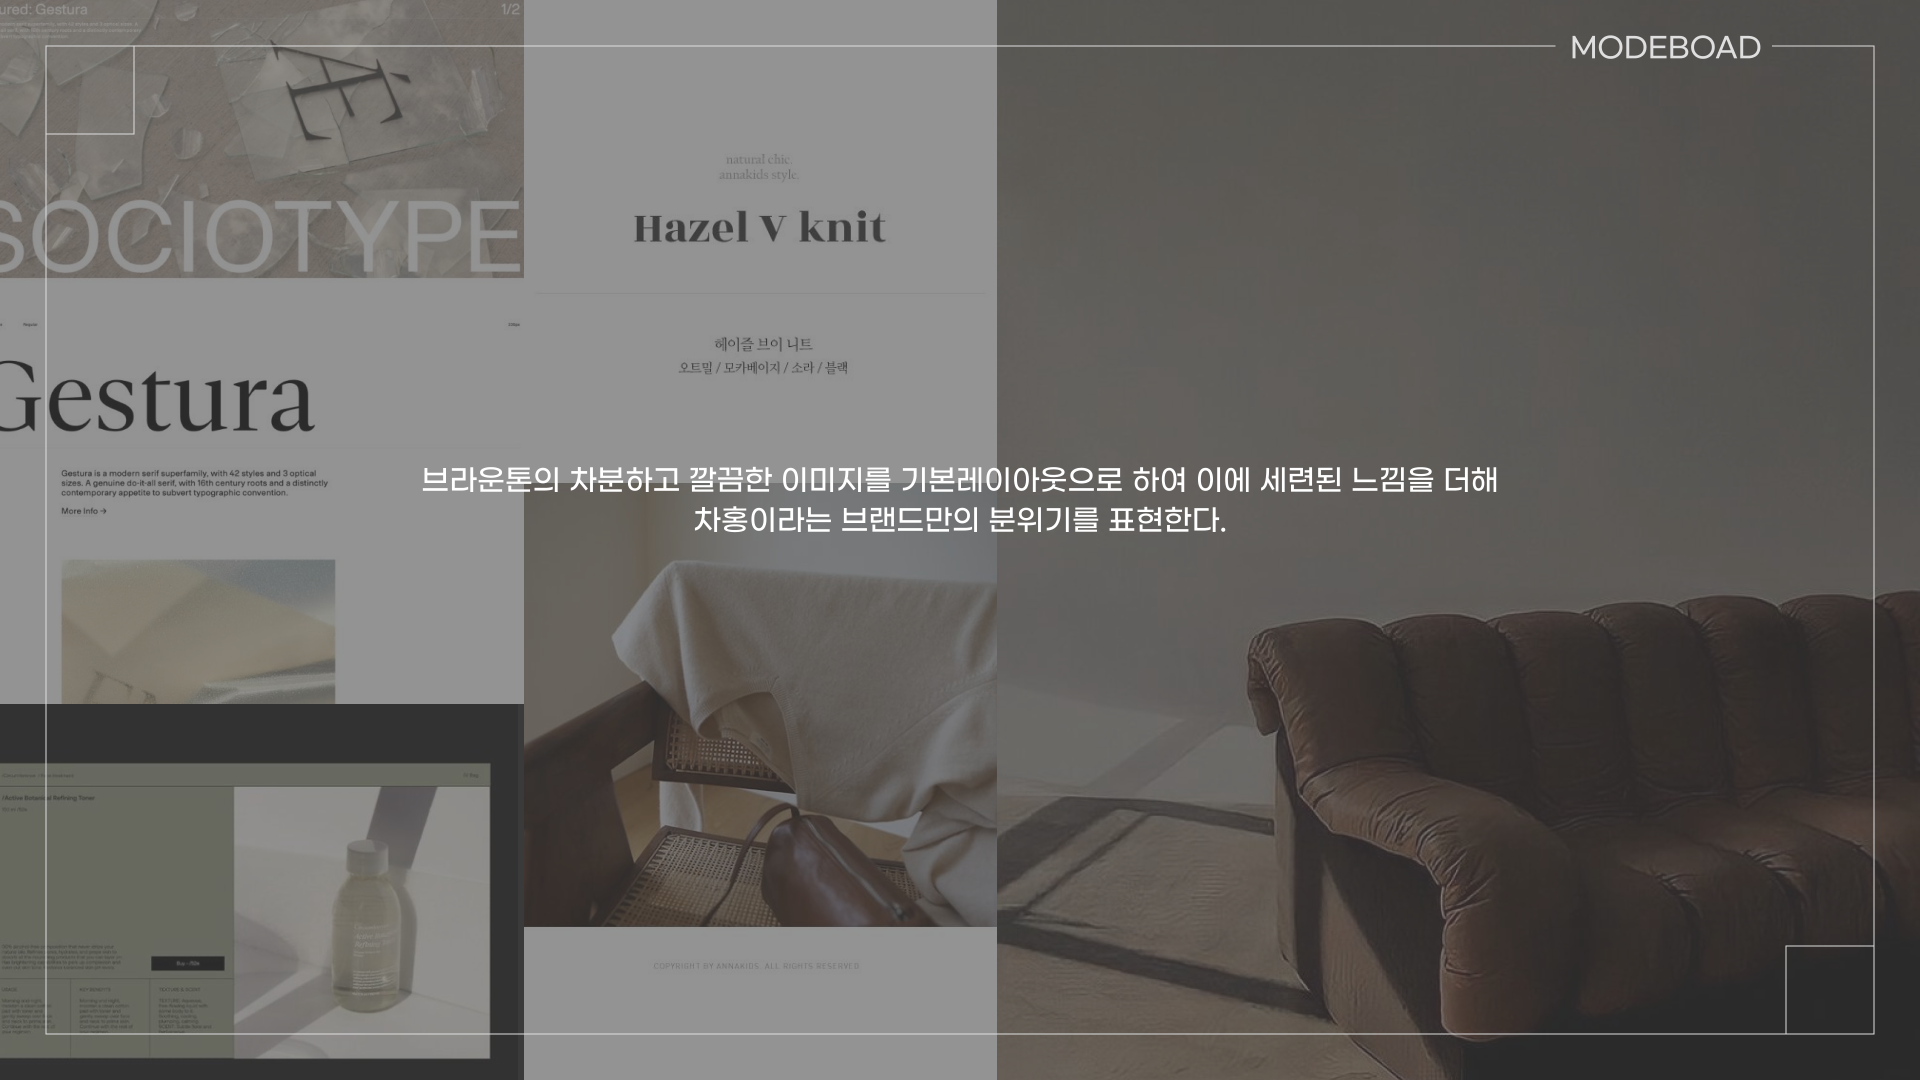 ured: Gestura
1/2
MODEBOAD
Æ
SOCIOTYPE
natural chic.
annakids style.
Hazel V knit
헤이즐 브이 니트
오트밀 / 모카베이지 / 소라 / 블랙
Regular
Gestura
Gestura is a modern serif superfamily, with 42 styles and 3 optical
sizes. A genuine do-it-all serif, with 16th century roots and a distinctly
contemporary appetite to subvert typographic convention.
More Info →
브라운톤의 차분하고 깔끔한 이미지를 기본레이아웃으로 하여 이에 세련된 느낌을 더해
차홍이라는 브랜드만의 분위기를 표현한다.
Refining Toner
KEY BENEFITS
COPYRIGHT BY ANNAKIDS. ALL RIGHTS RESERVED